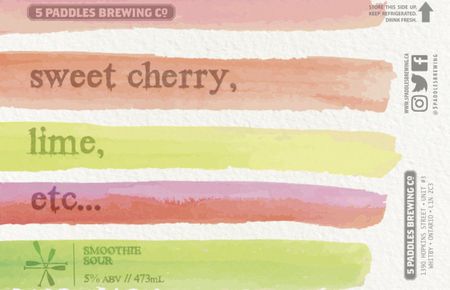 5 PADDLES BREWING Cº
STORE THIS SIDE UP.
KEEP REFRIGERATED.
DRINK FRESH.
sweet cherry,
lime,
etc...
SMOOTHIE
SOUR
5% ABV // 473mL
WWW.5PADDLESBREWING.CA
@5PADDLESBREWING
5 PADDLES BREWING Cº
1390 HOPKINS STREET • UNIT #3
WHITBY • ONTARIO • L1N 2C3